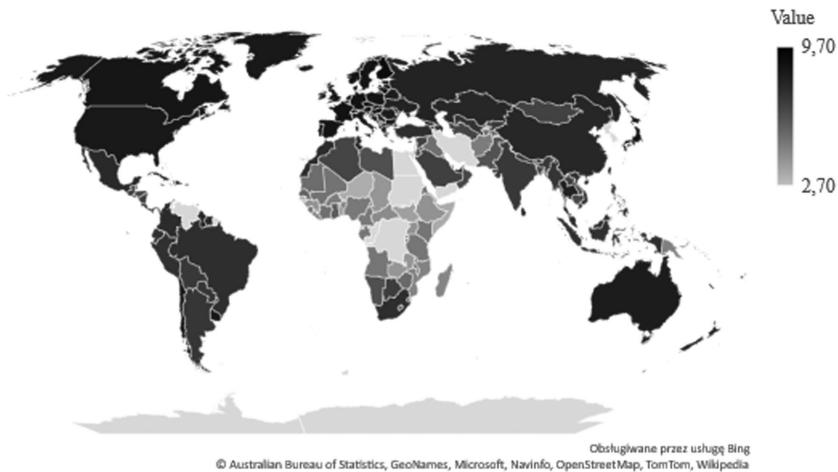 Value
9,70
2,70
Obsługiwane przez usługę Bing
© Australian Bureau of Statistics, GeoNames, Microsoft, Navinfo, OpenStreetMap, TomTom, Wikipedia